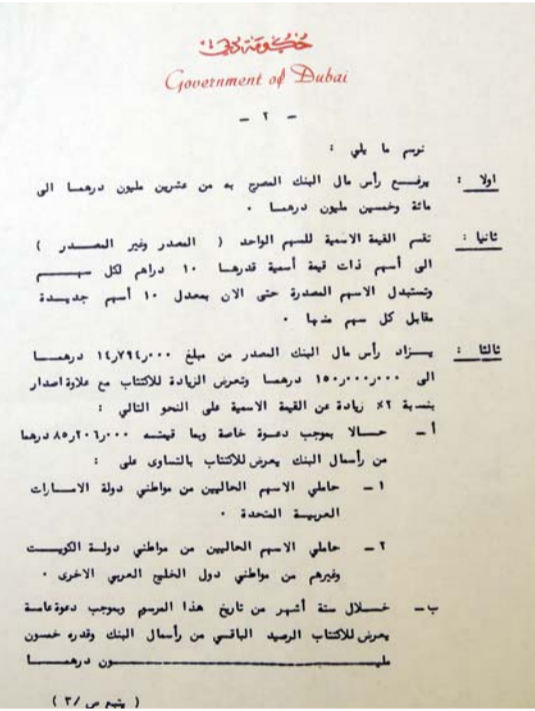 حكومة دبي
Government of Dubai
- ٢ -
نرسم ما يلي :
اولا : يرفع رأس مال البنك المصرح به من عشرين مليون درهما الى
مائة وخمسين مليون درهما .
ثانيا : تقسم القيمة الاسمية للسهم الواحد ( المصدر وغير المصدر )
الى أسهم ذات قيمة أسمية قدرها ١٠ دراهم لكل سهم
وتستبدل الاسهم المصدرة حتى الان بمعدل ١٠ أسهم جديدة
مقابل كل سهم منها .
ثالثا : يزاد رأس مال البنك المصدر من مبلغ ١٤٫٧٩٤٫٠٠٠ درهما
الى ١٥٠٫٠٠٠٫٠٠٠ درهما وتعرض الزيادة للاكتتاب مع علاوة اصدار
بنسبة ٢٪ زيادة عن القيمة الاسمية على النحو التالي :
أ - حالا بموجب دعوة خاصة وبما قيمته ٨٥٫٢٠٦٫٠٠٠ درهما
من رأسمال البنك يعرض للاكتتاب بالتساوى على :
١ - حاملي الاسهم الحاليين من مواطني دولة الامارات
العربية المتحدة .
٢ - حاملي الاسهم الحاليين من مواطني دولة الكويت
وغيرهم من مواطني دول الخليج العربي الاخرى .
ب - خلال ستة أشهر من تاريخ هذا المرسم وبموجب دعوة عامة
يعرض للاكتتاب الرصيد الباقي من رأسمال البنك وقدره خمسون
مليون درهما
( يتبع ص /٣ )